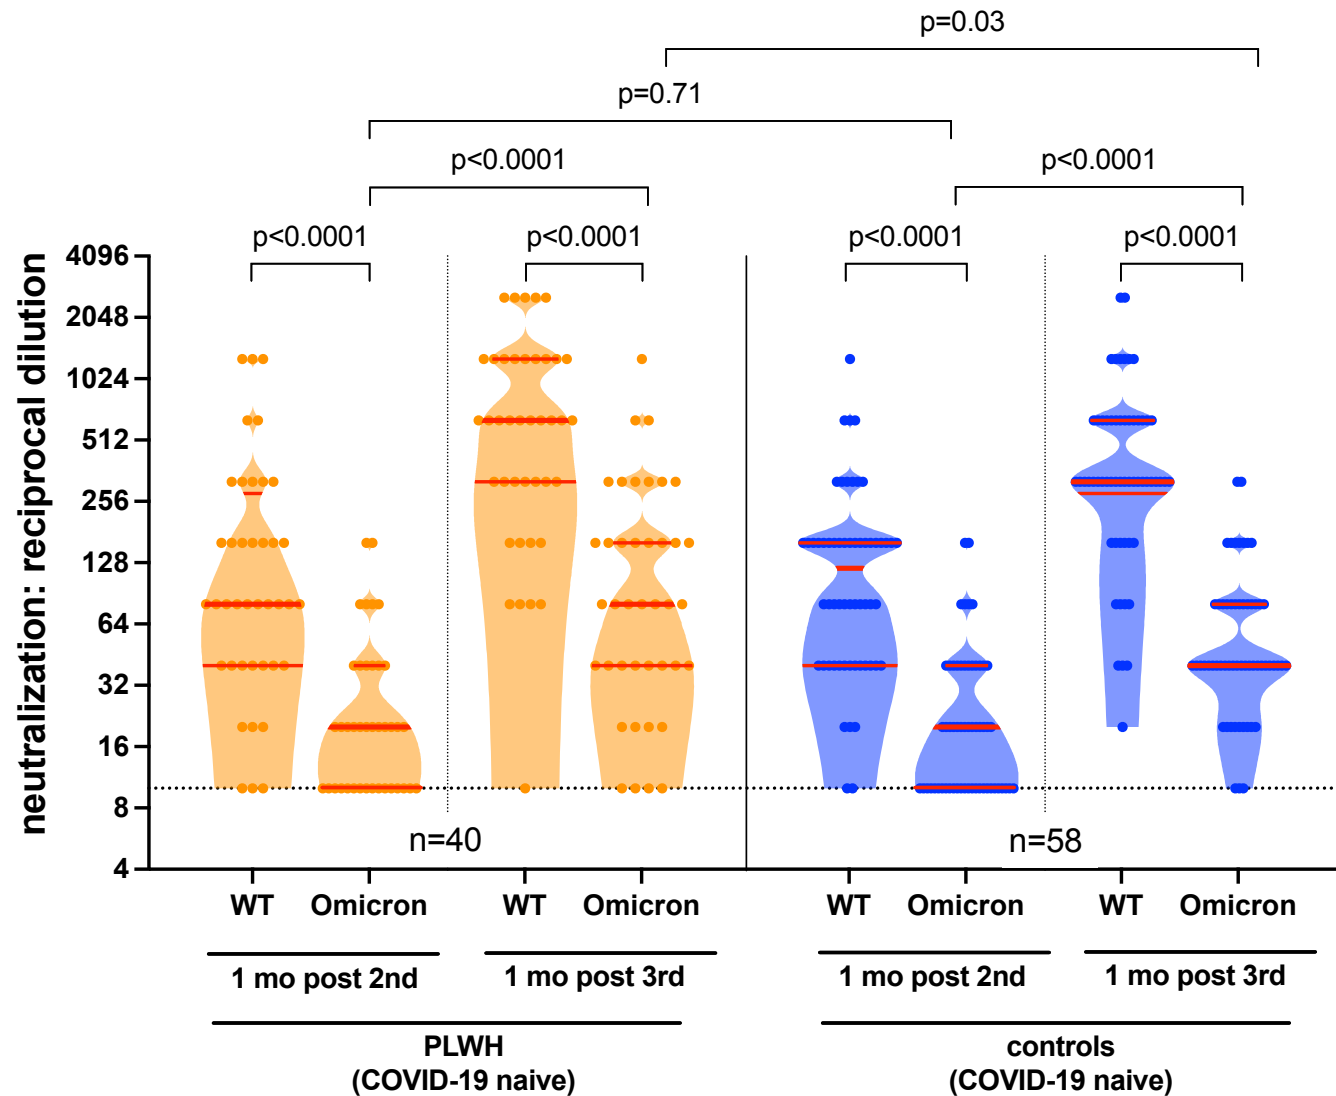 p=0.03
p=0.71
p<0.0001
p<0.0001
p<0.0001
p<0.0001
p<0.0001
p<0.0001
neutralization: reciprocal dilution
4096
2048
1024
512
256
128
64
32
16
8
4
n=40
n=58
WT
Omicron
WT
Omicron
WT
Omicron
WT
Omicron
1 mo post 2nd
1 mo post 3rd
1 mo post 2nd
1 mo post 3rd
PLWH
(COVID-19 naive)
controls
(COVID-19 naive)